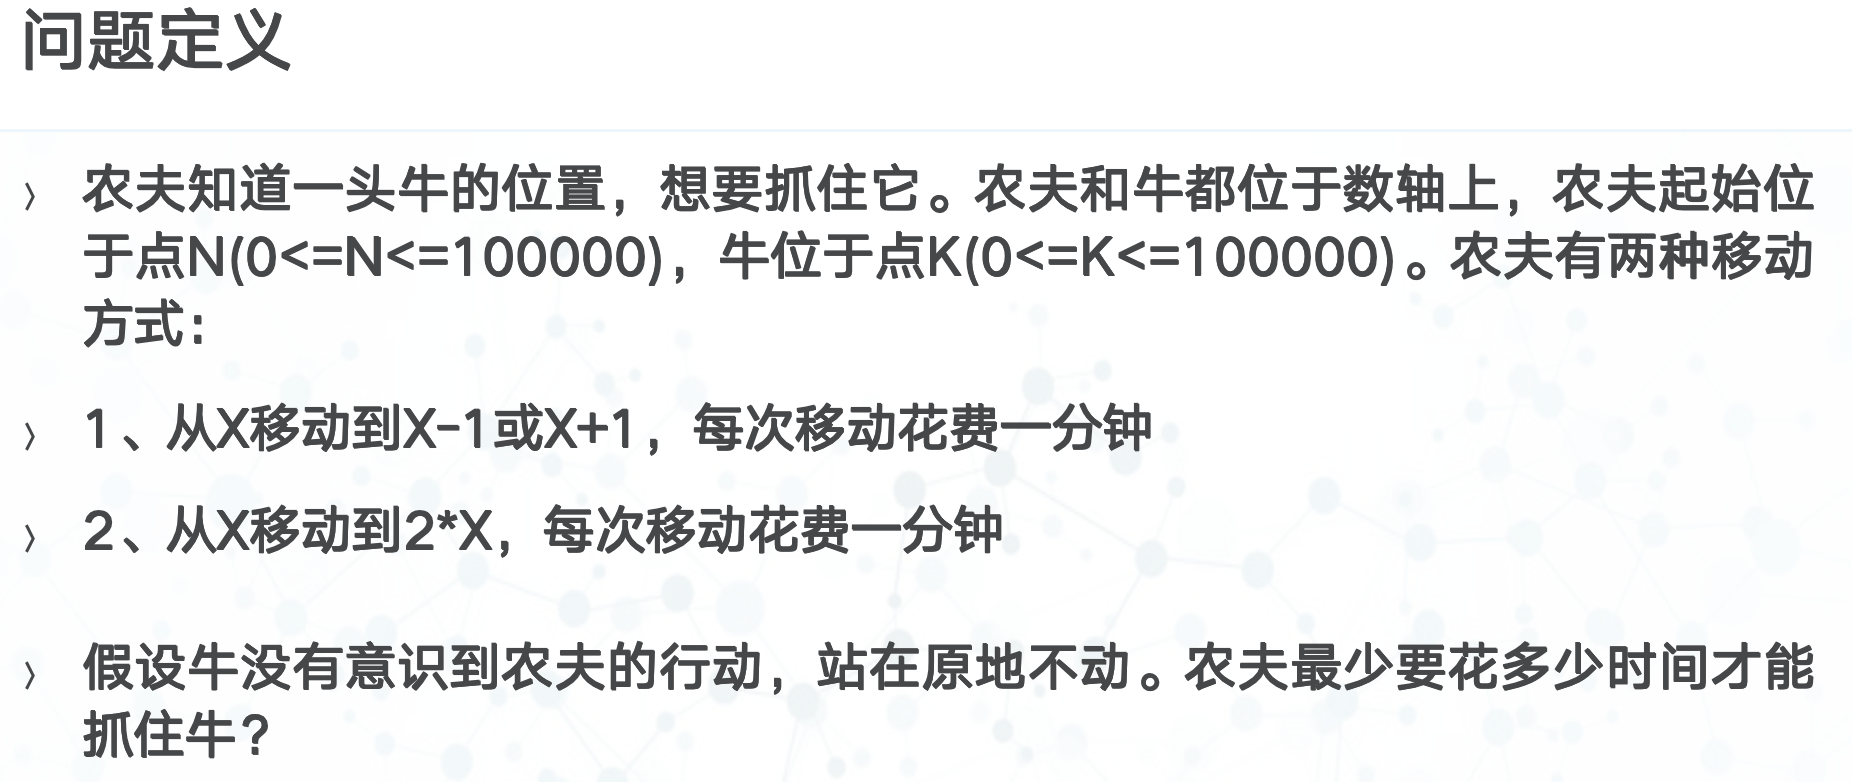 问题定义
› 农夫知道一头牛的位置，想要抓住它。农夫和牛都位于数轴上，农夫起始位
于点N(0<=N<=100000)，牛位于点K(0<=K<=100000)。农夫有两种移动
方式：
› 1、从X移动到X-1或X+1，每次移动花费一分钟
› 2、从X移动到2*X，每次移动花费一分钟
› 假设牛没有意识到农夫的行动，站在原地不动。农夫最少要花多少时间才能
抓住牛？